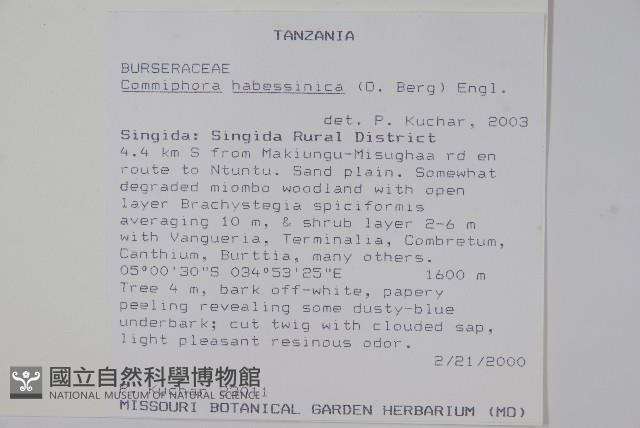 TANZANIA
BURSERACEAE
Commiphora habessinica (O. Berg) Engl.
det. P. Kuchar, 2003
Singida: Singida Rural District
4.4 km S from Makiungu-Misughaa rd en
route to Ntuntu. Sand plain. Somewhat
degraded miombo woodland with open
layer Brachystegia spiciformis
averaging 10 m, & shrub layer 2-6 m
with Vangueria, Terminalia, Combretum,
Canthium, Burttia, many others.
05°00'30"S 034°53'25"E 1600 m
Tree 4 m, bark off-white, papery
peeling revealing some dusty-blue
underbark; cut twig with clouded sap,
light pleasant resinous odor.
2/21/2000
國立自然科學博物館
P. Kuchar
NATIONAL MUSEUM OF NATURAL SCIENCE
MISSOURI BOTANICAL GARDEN HERBARIUM (MO)